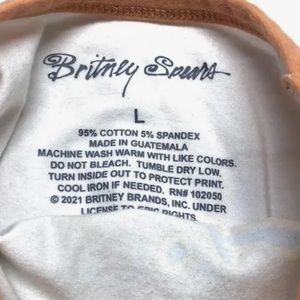 Britney Spears
L
95% COTTON 5% SPANDEX
MADE IN GUATEMALA
MACHINE WASH WARM WITH LIKE COLORS.
DO NOT BLEACH. TUMBLE DRY LOW.
TURN INSIDE OUT TO PROTECT PRINT.
COOL IRON IF NEEDED. RN# 102050
© 2021 BRITNEY BRANDS, INC. UNDER
LICENSE TO EPIC RIGHTS.